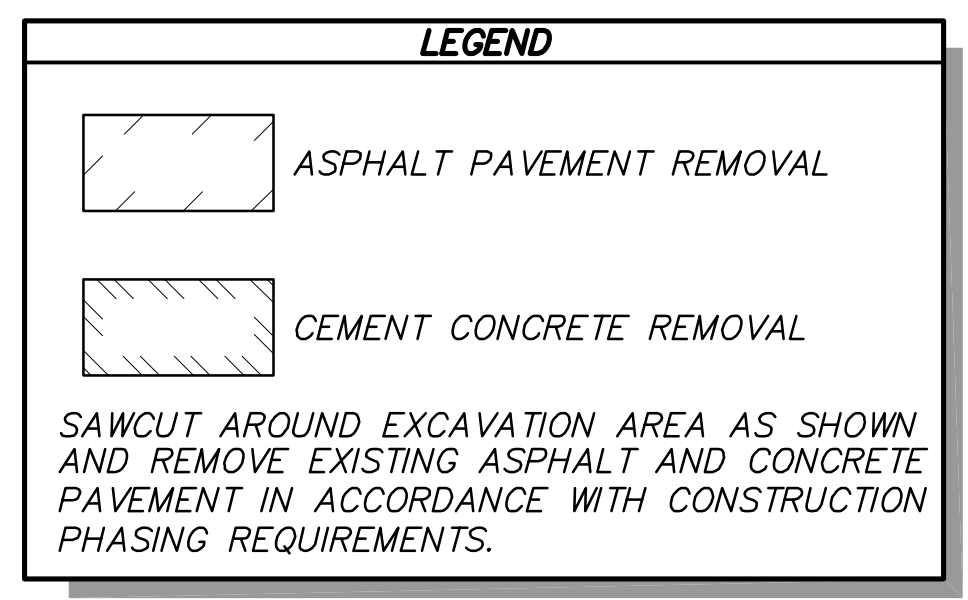 LEGEND
ASPHALT PAVEMENT REMOVAL
CEMENT CONCRETE REMOVAL
SAWCUT AROUND EXCAVATION AREA AS SHOWN
AND REMOVE EXISTING ASPHALT AND CONCRETE
PAVEMENT IN ACCORDANCE WITH CONSTRUCTION
PHASING REQUIREMENTS.